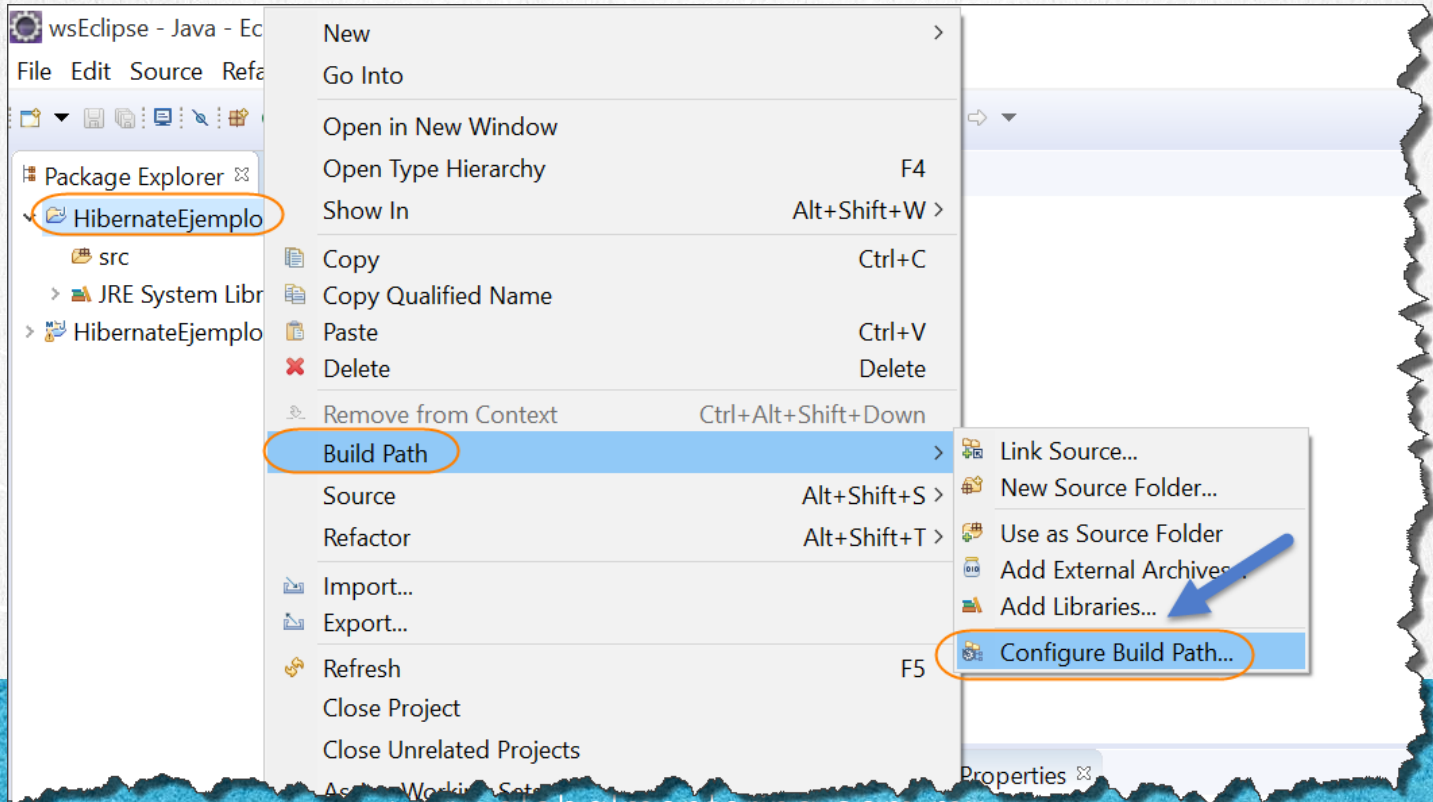 wsEclipse - Java - Ec
File Edit Source Refa
Package Explorer
HibernateEjemplo
src
JRE System Libr
HibernateEjemplo
New
Go Into
Open in New Window
Open Type Hierarchy F4
Show In Alt+Shift+W
Copy Ctrl+C
Copy Qualified Name
Paste Ctrl+V
Delete Delete
Remove from Context Ctrl+Alt+Shift+Down
Build Path
Source Alt+Shift+S
Refactor Alt+Shift+T
Import...
Export...
Refresh F5
Close Project
Close Unrelated Projects
Link Source...
New Source Folder...
Use as Source Folder
Add External Archives...
Add Libraries...
Configure Build Path...
Properties